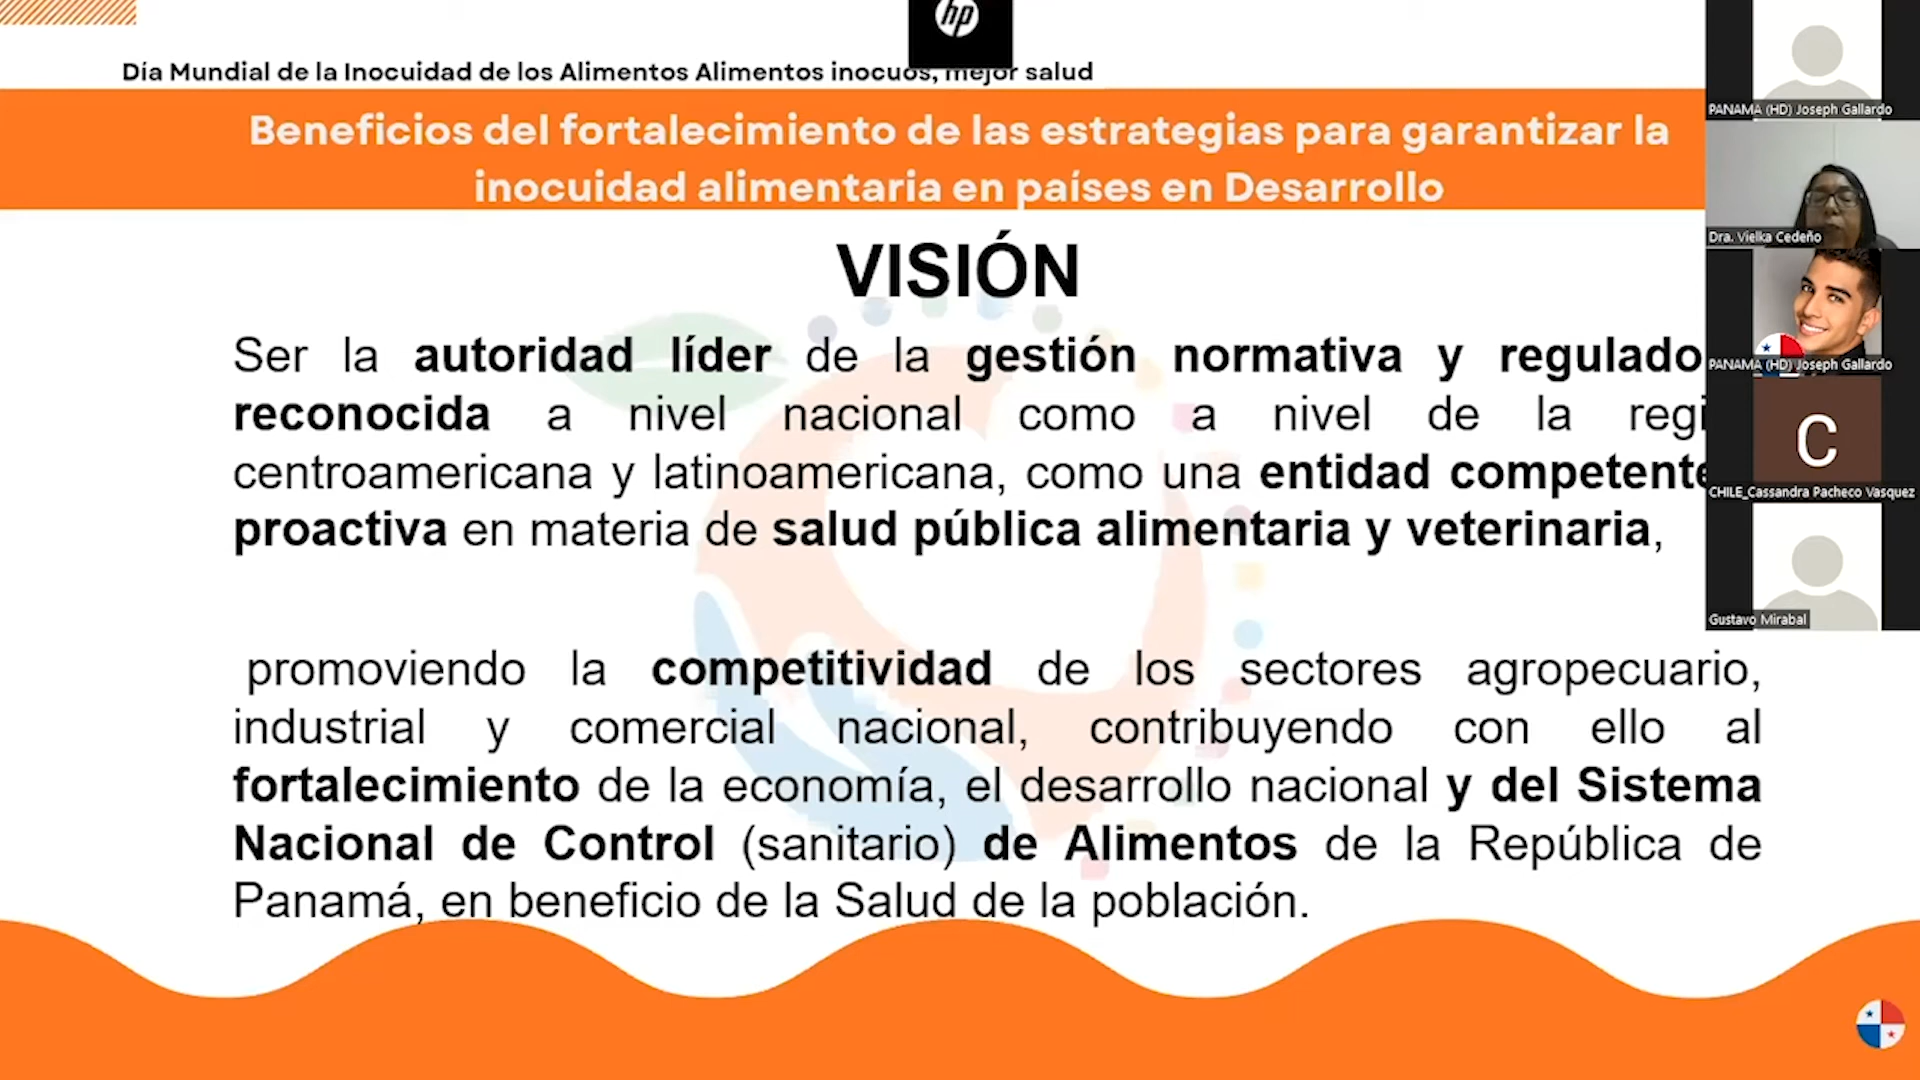 hp
Día Mundial de la Inocuidad de los Alimentos Alimentos inocuos, mejor salud
Beneficios del fortalecimiento de las estrategias para garantizar la
inocuidad alimentaria en países en Desarrollo
VISIÓN
Ser la autoridad líder de la gestión normativa y regulado
reconocida a nivel nacional como a nivel de la regi
centroamericana y latinoamericana, como una entidad competente
proactiva en materia de salud pública alimentaria y veterinaria,
promoviendo la competitividad de los sectores agropecuario,
industrial y comercial nacional, contribuyendo con ello al
fortalecimiento de la economía, el desarrollo nacional y del Sistema
Nacional de Control (sanitario) de Alimentos de la República de
Panamá, en beneficio de la Salud de la población.
PANAMA (HD) Joseph Gallardo
Dra. Vielka Cedeño
PANAMA (HD) Joseph Gallardo
C
CHILE_Cassandra Pacheco Vasquez
Gustavo Mirabal